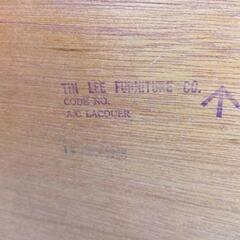 TIN LEE FURNITURE CO.
CODE NO.
A/C LACQUER